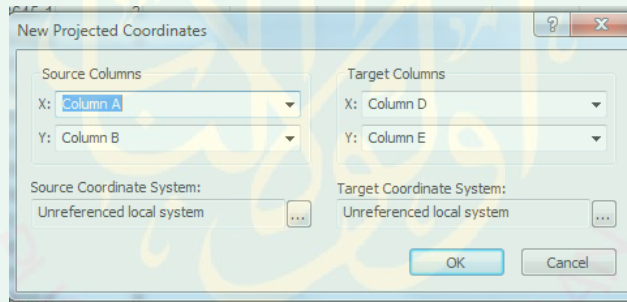 New Projected Coordinates
Source Columns
X: Column A
Y: Column B
Target Columns
X: Column D
Y: Column E
Source Coordinate System:
Unreferenced local system ...
Target Coordinate System:
Unreferenced local system ...
OK Cancel